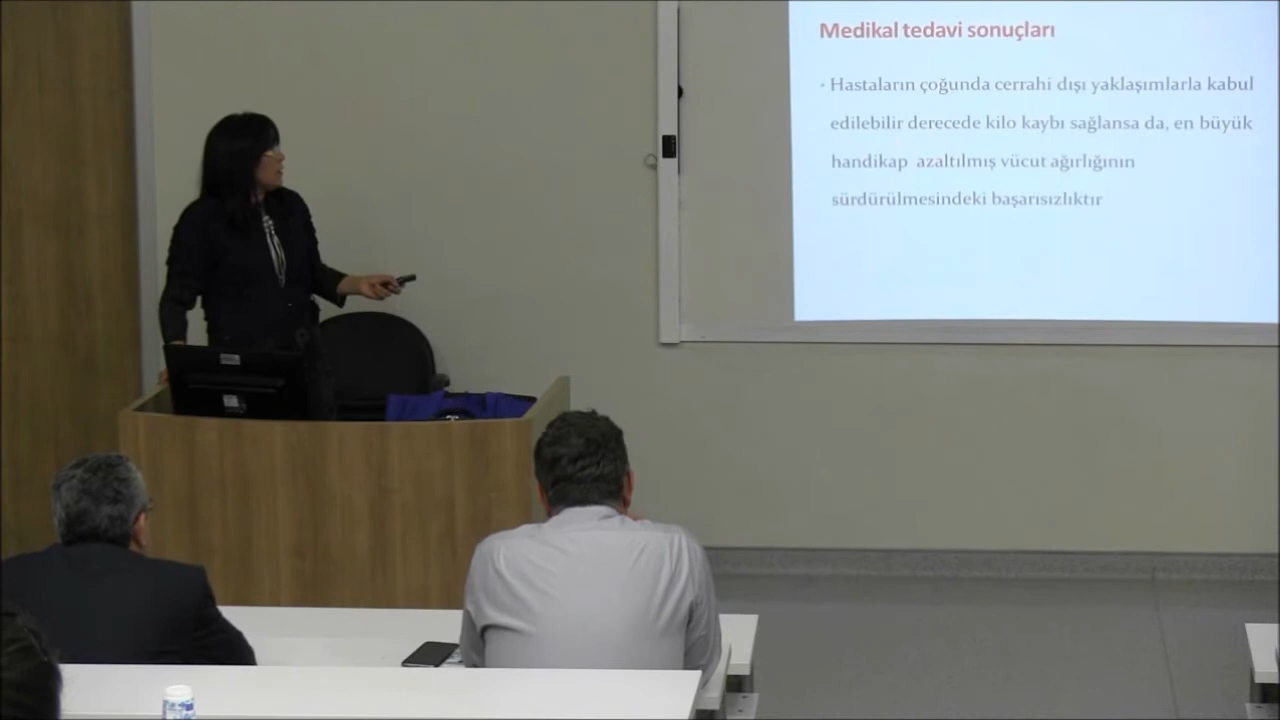 Medikal tedavi sonuçları
Hastaların çoğunda cerrahi dışı yaklaşımlarla kabul
edilebilir derecede kilo kaybı sağlansa da, en büyük
handikap azaltılmış vücut ağırlığının
sürdürülmesindeki başarısızlıktır